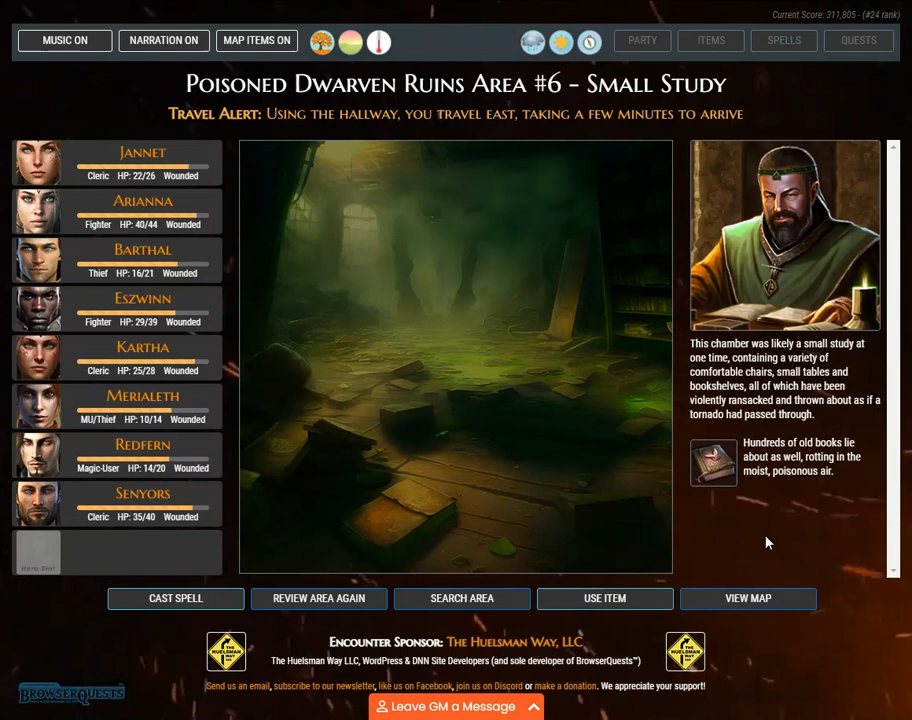 Current Score: 311,805 - (#24 rank)
MUSIC ON
NARRATION ON
MAP ITEMS ON
PARTY
ITEMS
SPELLS
QUESTS
Poisoned Dwarven Ruins Area #6 - Small Study
Travel Alert: Using the hallway, you travel east, taking a few minutes to arrive
Jannet
Cleric HP: 22/26 Wounded
Arianna
Fighter HP: 40/44 Wounded
Barthal
Thief HP: 16/21 Wounded
Eszwinn
Fighter HP: 29/39 Wounded
Kartha
Cleric HP: 25/28 Wounded
Merialeth
MU/Thief HP: 10/14 Wounded
Redfern
Magic-User HP: 14/20 Wounded
Senyors
Cleric HP: 35/40 Wounded
This chamber was likely a small study at
one time, containing a variety of
comfortable chairs, small tables and
bookshelves, all of which have been
violently ransacked and thrown about as if a
tornado had passed through.
Hundreds of old books lie
about as well, rotting in the
moist, poisonous air.
CAST SPELL
REVIEW AREA AGAIN
SEARCH AREA
USE ITEM
VIEW MAP
THE HUELSMAN WAY
Encounter Sponsor: The Huelsman Way, LLC
THE HUELSMAN WAY
The Huelsman Way LLC, WordPress & DNN Site Developers (and sole developer of BrowserQuests™)
Send us an email, subscribe to our newsletter, like us on Facebook, join us on Discord or make a donation. We appreciate your support!
BrowserQuests
Leave GM a Message